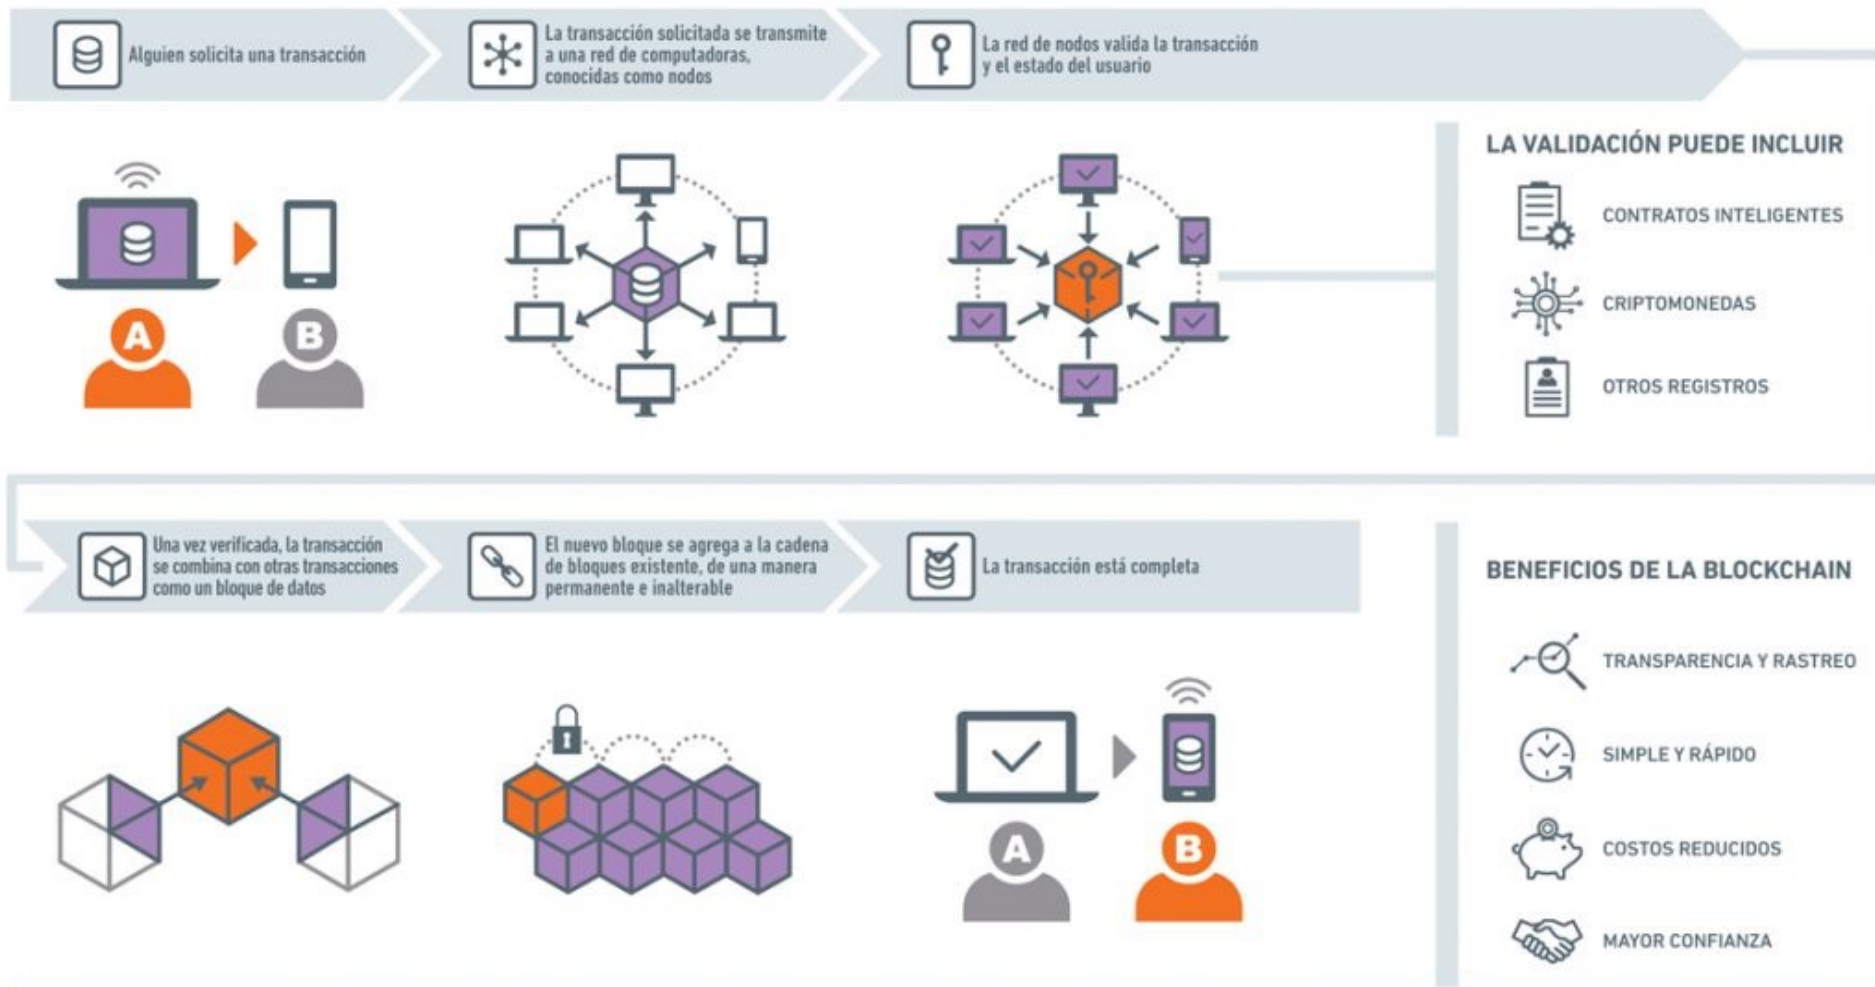 Alguien solicita una transacción
La transacción solicitada se transmite
a una red de computadoras,
conocidas como nodos
La red de nodos valida la transacción
y el estado del usuario
A
B
LA VALIDACIÓN PUEDE INCLUIR
CONTRATOS INTELIGENTES
CRIPTOMONEDAS
OTROS REGISTROS
Una vez verificada, la transacción
se combina con otras transacciones
como un bloque de datos
El nuevo bloque se agrega a la cadena
de bloques existente, de una manera
permanente e inalterable
La transacción está completa
A
B
BENEFICIOS DE LA BLOCKCHAIN
TRANSPARENCIA Y RASTREO
SIMPLE Y RÁPIDO
COSTOS REDUCIDOS
MAYOR CONFIANZA